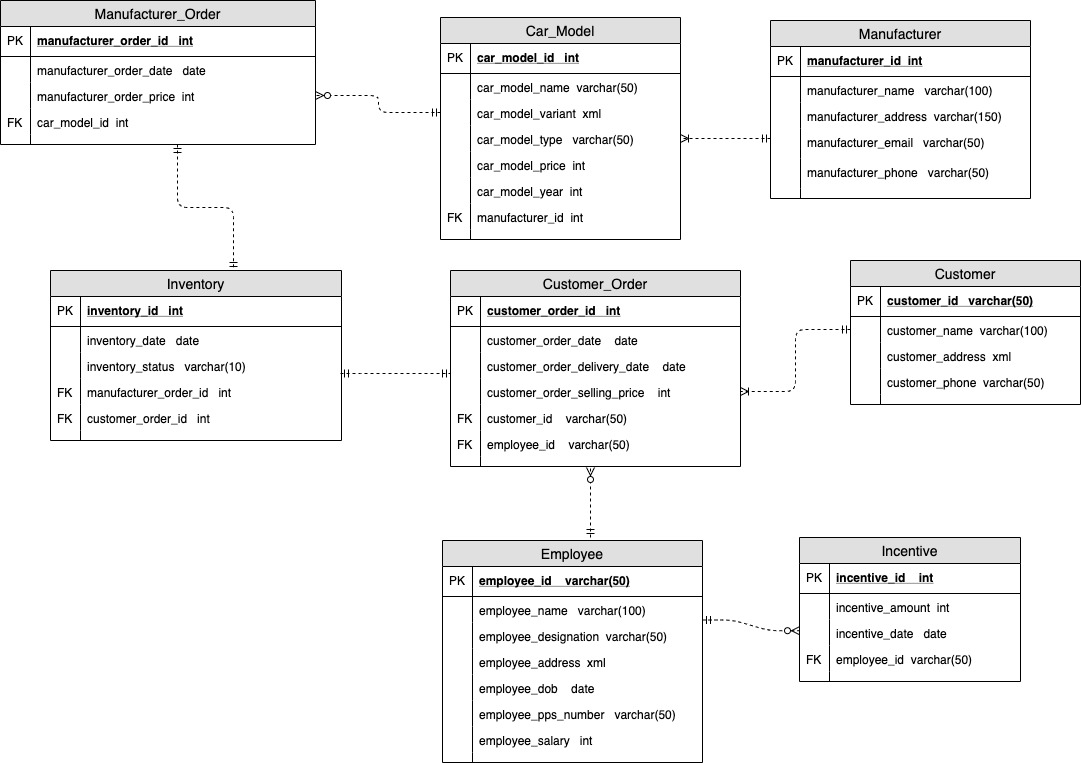 Manufacturer_Order
PK manufacturer_order_id int
manufacturer_order_date date
manufacturer_order_price int
FK car_model_id int
Car_Model
PK car_model_id int
car_model_name varchar(50)
car_model_variant xml
car_model_type varchar(50)
car_model_price int
car_model_year int
FK manufacturer_id int
Manufacturer
PK manufacturer_id int
manufacturer_name varchar(100)
manufacturer_address varchar(150)
manufacturer_email varchar(50)
manufacturer_phone varchar(50)
Inventory
PK inventory_id int
inventory_date date
inventory_status varchar(10)
FK manufacturer_order_id int
FK customer_order_id int
Customer_Order
PK customer_order_id int
customer_order_date date
customer_order_delivery_date date
customer_order_selling_price int
FK customer_id varchar(50)
FK employee_id varchar(50)
Customer
PK customer_id varchar(50)
customer_name varchar(100)
customer_address xml
customer_phone varchar(50)
Employee
PK employee_id varchar(50)
employee_name varchar(100)
employee_designation varchar(50)
employee_address xml
employee_dob date
employee_pps_number varchar(50)
employee_salary int
Incentive
PK incentive_id int
incentive_amount int
incentive_date date
FK employee_id varchar(50)